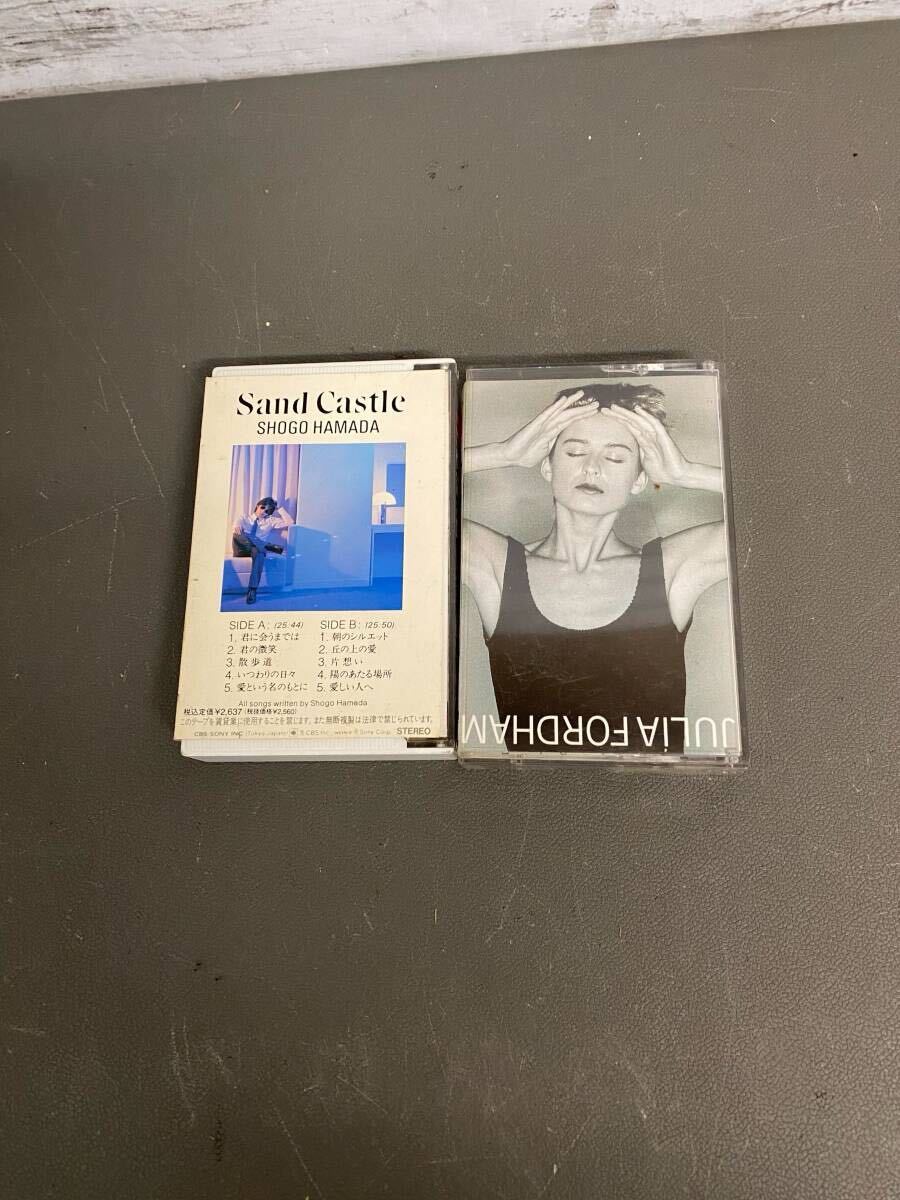 Sand Castle
SHOGO HAMADA
SIDE A: (25:44)
1. 君に会うまでは
2. 君の微笑
3. 散歩道
4. いつわりの日々
5. 愛という名のもとに
SIDE B: (25:50)
1. 朝のシルエット
2. 丘の上の愛
3. 片想い
4. 陽のあたる場所
5. 愛しい人へ
All songs written by Shogo Hamada
税込定価¥2,637 (税抜価格¥2,560)
このテープを賃貸業に使用することを禁じます。また無断複製は法律で禁じられています。
CBS/SONY INC. (Tokyo Japan) CBS Inc. Sony Corp. STEREO
JULIA FORDHAM